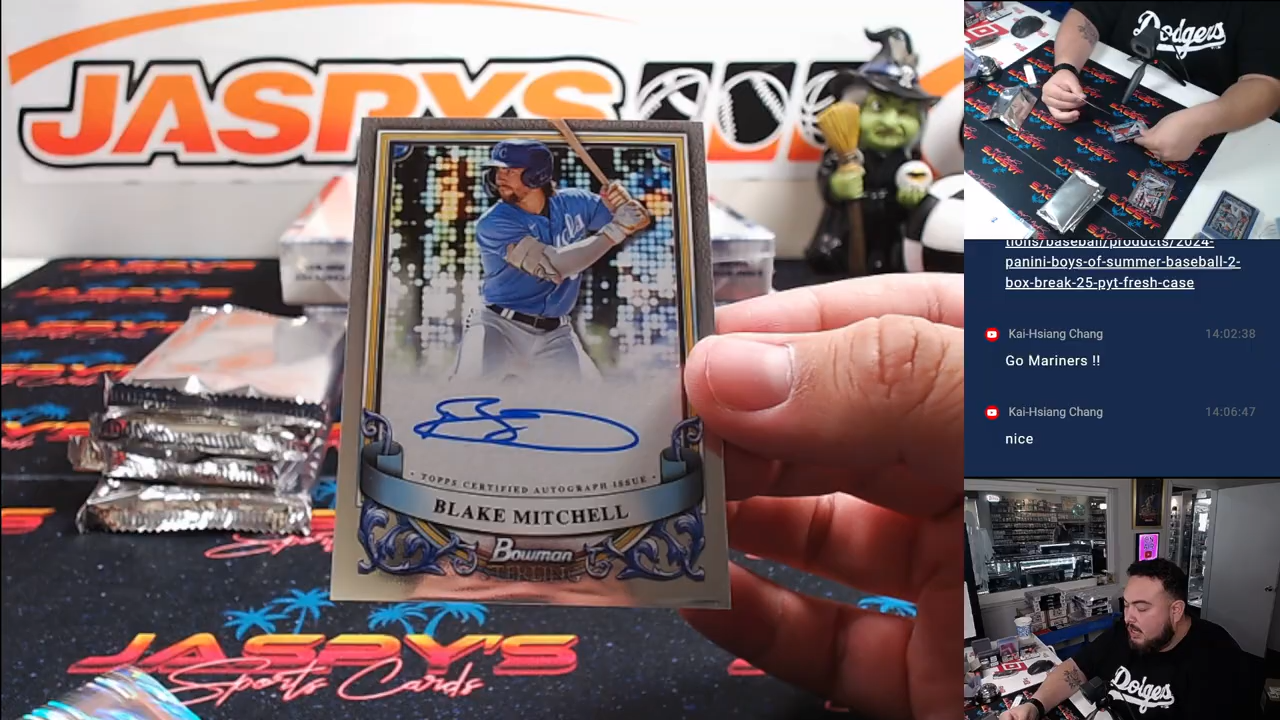 JASPYS
TOPPS CERTIFIED AUTOGRAPH ISSUE
BLAKE MITCHELL
Bowman
STERLING
JASPY'S
Sports Cards
Dodgers
tions/baseball/products/2024-
panini-boys-of-summer-baseball-2-
box-break-25-pyt-fresh-case
Kai-Hsiang Chang 14:02:38
Go Mariners !!
Kai-Hsiang Chang 14:06:47
nice
Dodgers